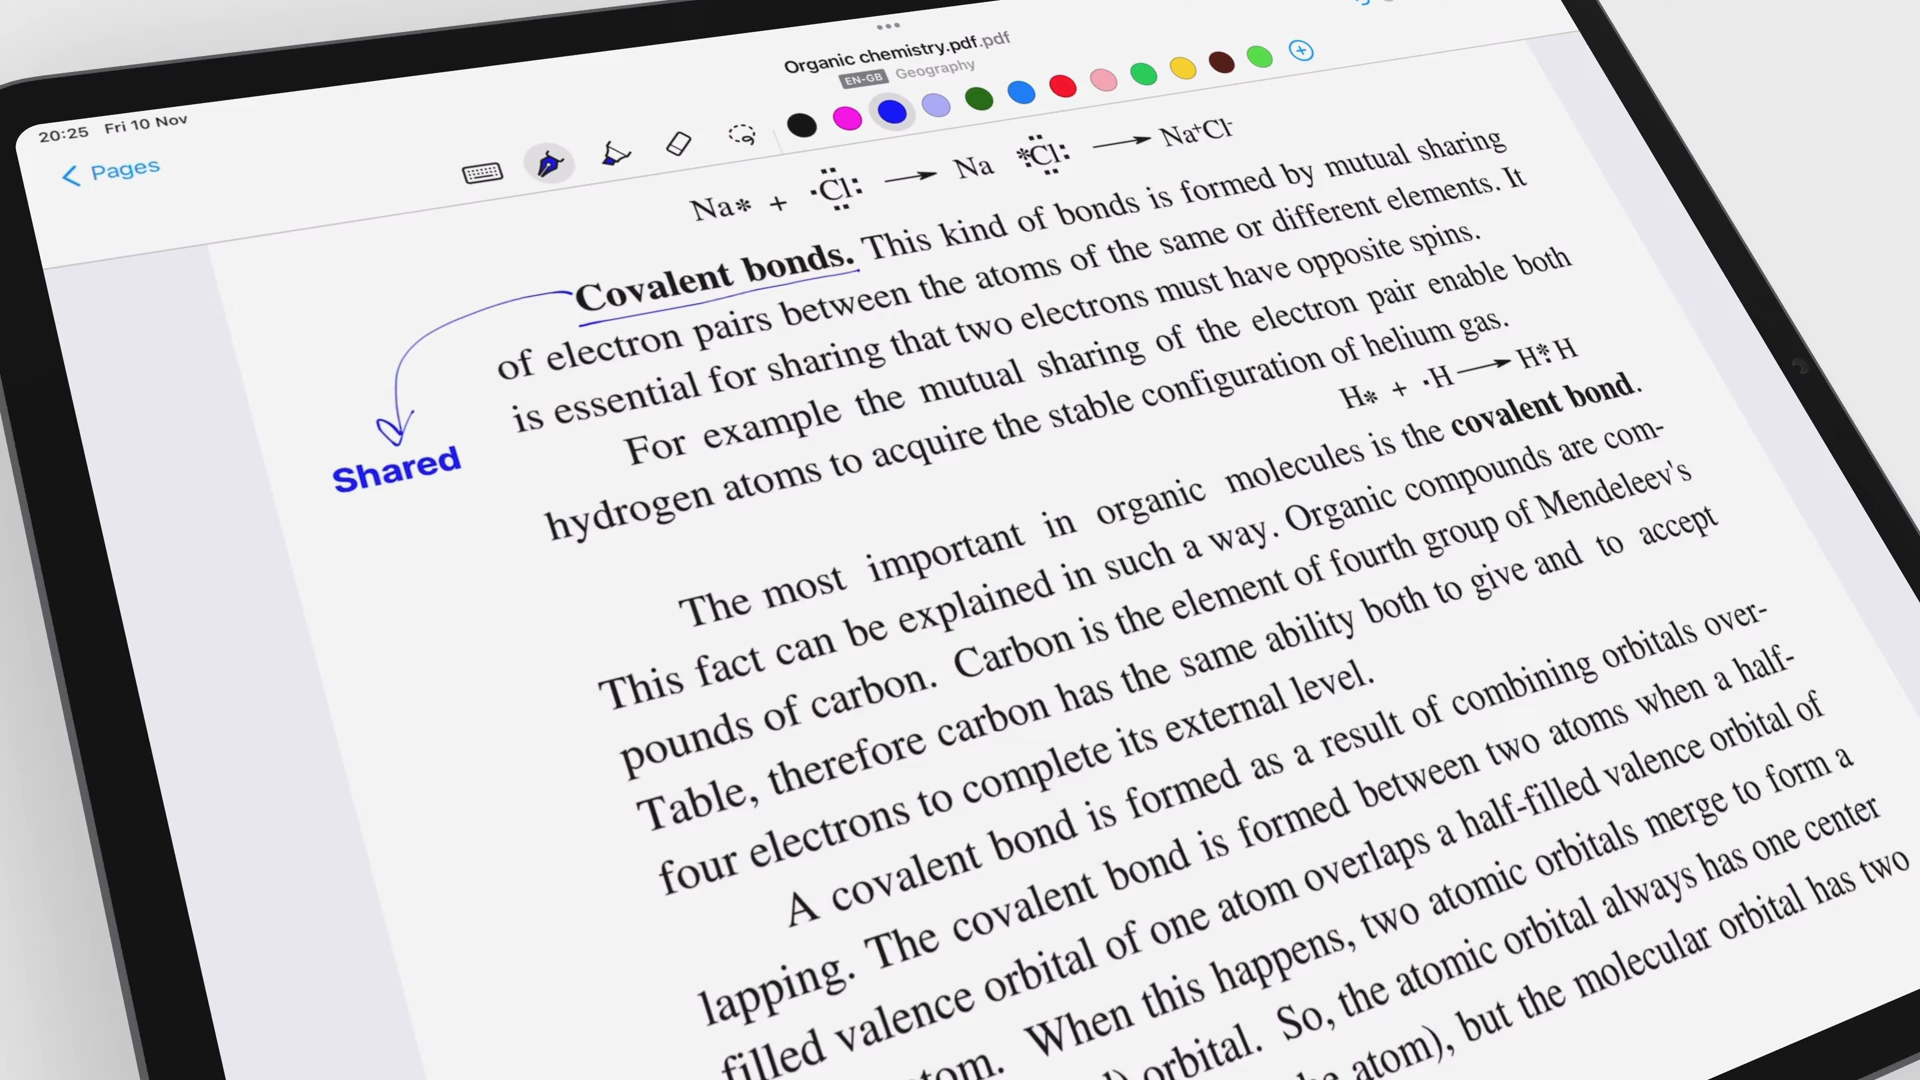 Organic chemistry.pdf.pdf
EN-GB Geography
20:25 Fri 10 Nov
Pages
Na* + ·Cl: → Na *Cl: → Na⁺Cl⁻
Covalent bonds. This kind of bonds is formed by mutual sharing
of electron pairs between the atoms of the same or different elements. It
is essential for sharing that two electrons must have opposite spins.
For example the mutual sharing of the electron pair enable both
hydrogen atoms to acquire the stable configuration of helium gas.
Shared
H* + ·H → H*:H
The most important in organic molecules is the covalent bond.
This fact can be explained in such a way. Organic compounds are com-
pounds of carbon. Carbon is the element of fourth group of Mendeleev's
Table, therefore carbon has the same ability both to give and to accept
four electrons to complete its external level.
A covalent bond is formed as a result of combining orbitals over-
lapping. The covalent bond is formed between two atoms when a half-
filled valence orbital of one atom overlaps a half-filled valence orbital of
When this happens, two atomic orbitals merge to form a
orbital. So, the atomic orbital always has one center
atom), but the molecular orbital has two